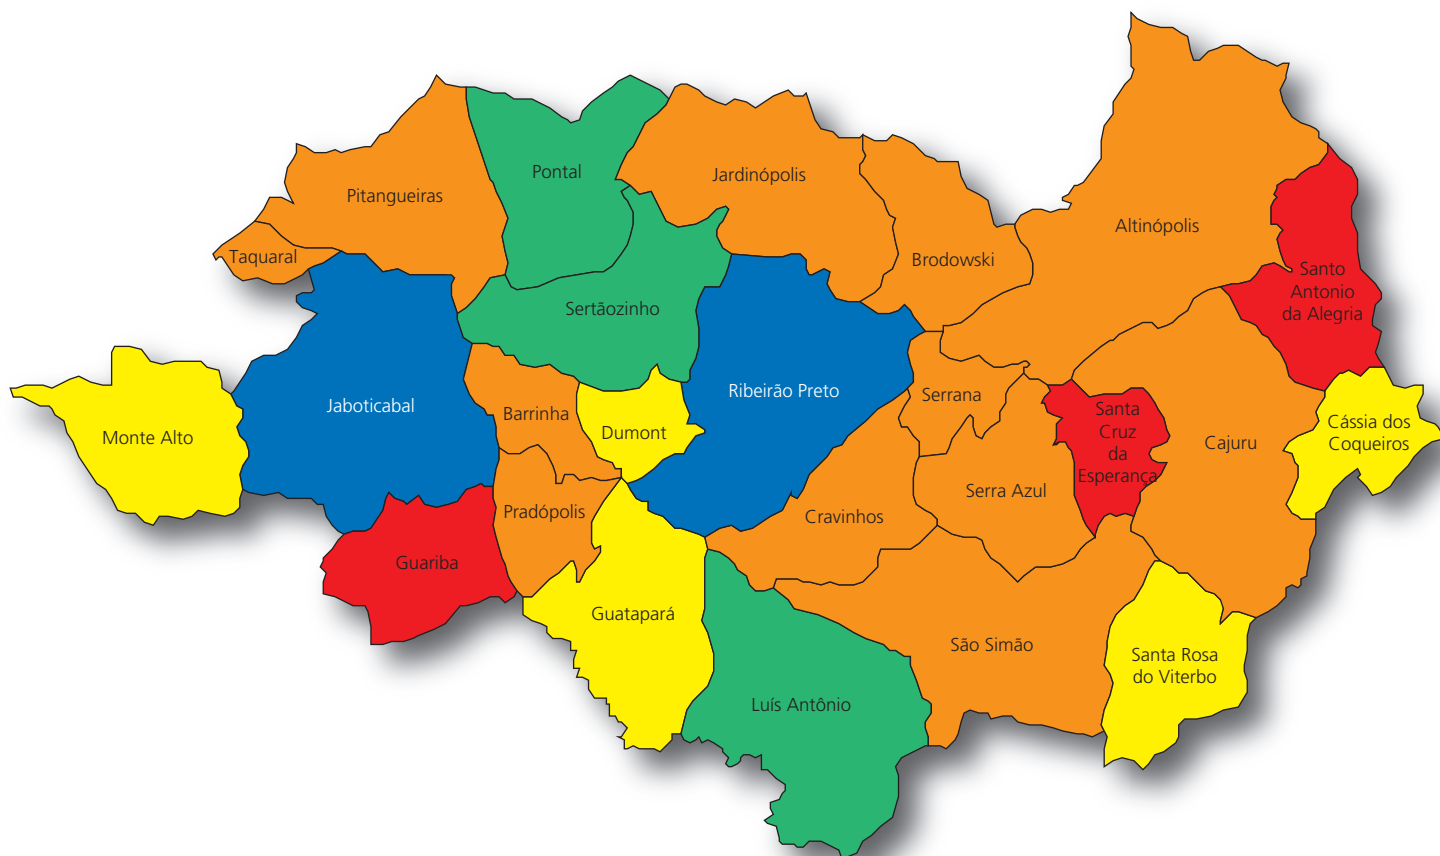 Pontal
Jardinópolis
Pitangueiras
Altinópolis
Taquaral
Brodowski
Santo
Antonio
da Alegria
Sertãozinho
Ribeirão Preto
Serrana
Jaboticabal
Barrinha
Santa
Cruz
da
Esperança
Cássia dos
Coqueiros
Monte Alto
Dumont
Cajuru
Serra Azul
Pradópolis
Cravinhos
Guariba
Guatapará
São Simão
Santa Rosa
do Viterbo
Luís Antônio